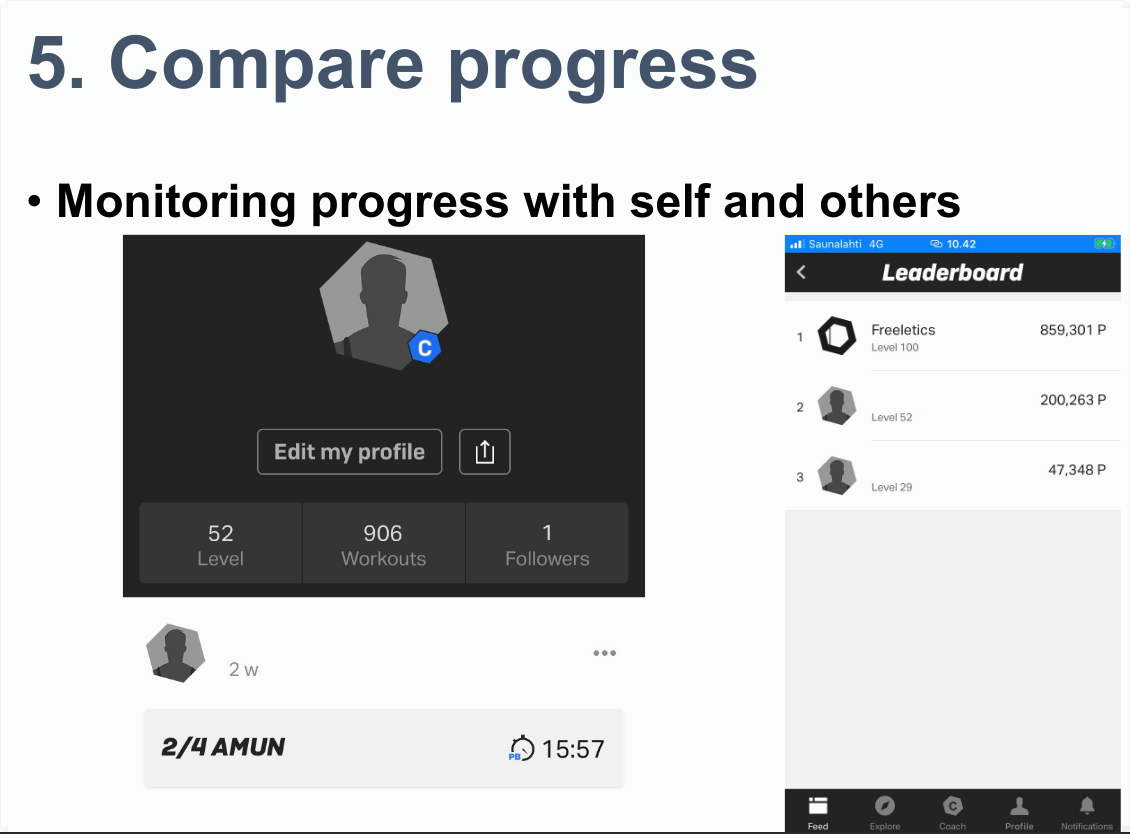 5. Compare progress
• Monitoring progress with self and others
C
Edit my profile
52
Level
906
Workouts
1
Followers
2 w
2/4 AMUN
PB 15:57
Saunalahti 4G 10.42
Leaderboard
1 Freeletics 859,301 P
Level 100
2 200,263 P
Level 52
3 47,348 P
Level 29
C
Feed Explore Coach Profile Notifications